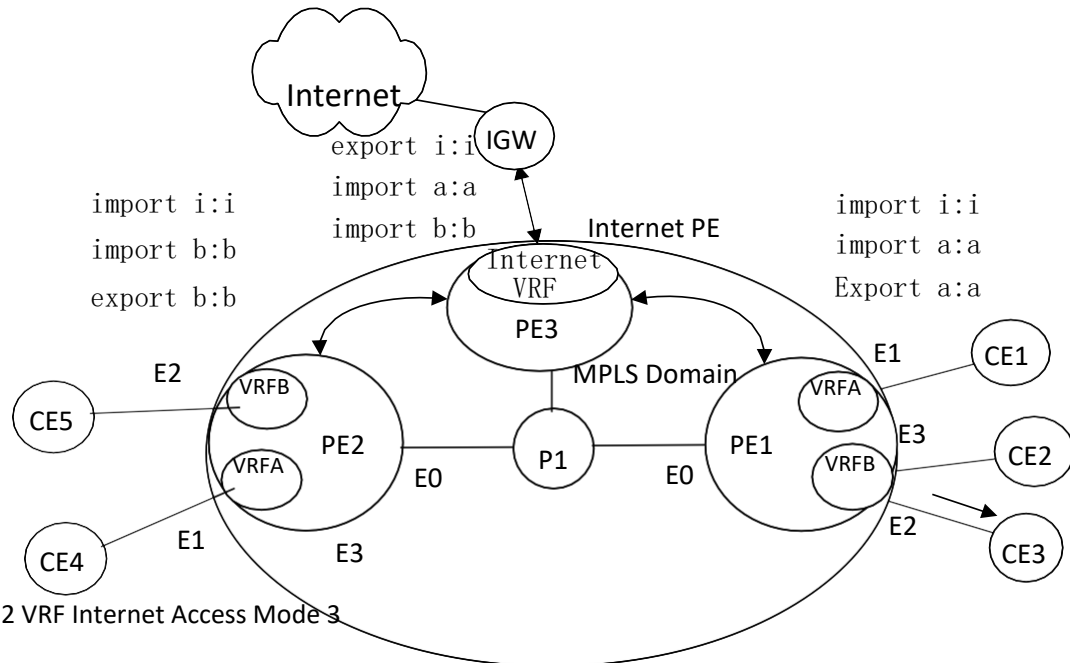 Internet
IGW
export i:i
import a:a
import b:b
import i:i
import b:b
export b:b
Internet PE
import i:i
import a:a
Export a:a
Internet
VRF
PE3
MPLS Domain
E2
E1
CE1
VRFB
VRFA
CE5
PE2
P1
PE1
E3
CE2
VRFA
VRFB
E0
E0
E2
CE4
E1
E3
CE3
2 VRF Internet Access Mode 3